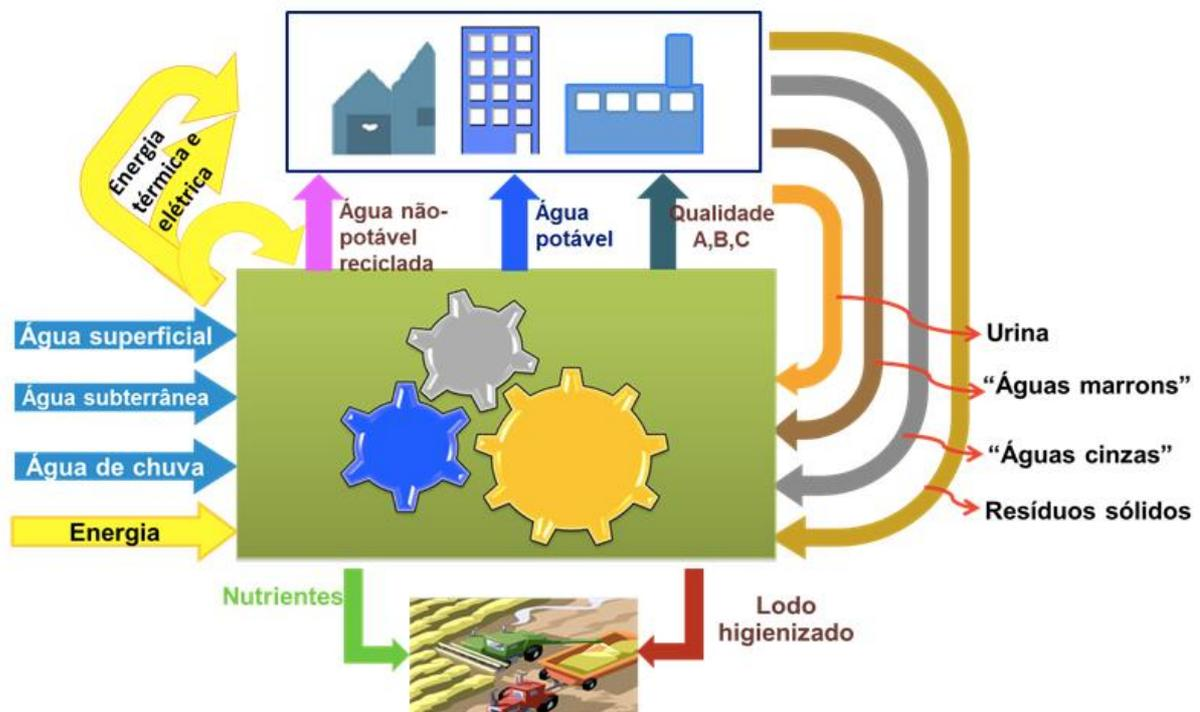 Energia
térmica e
elétrica
Água não-
potável
reciclada
Água
potável
Qualidade
A,B,C
Água superficial
Água subterrânea
Água de chuva
Energia
Urina
“Águas marrons”
“Águas cinzas”
Resíduos sólidos
Nutrientes
Lodo
higienizado